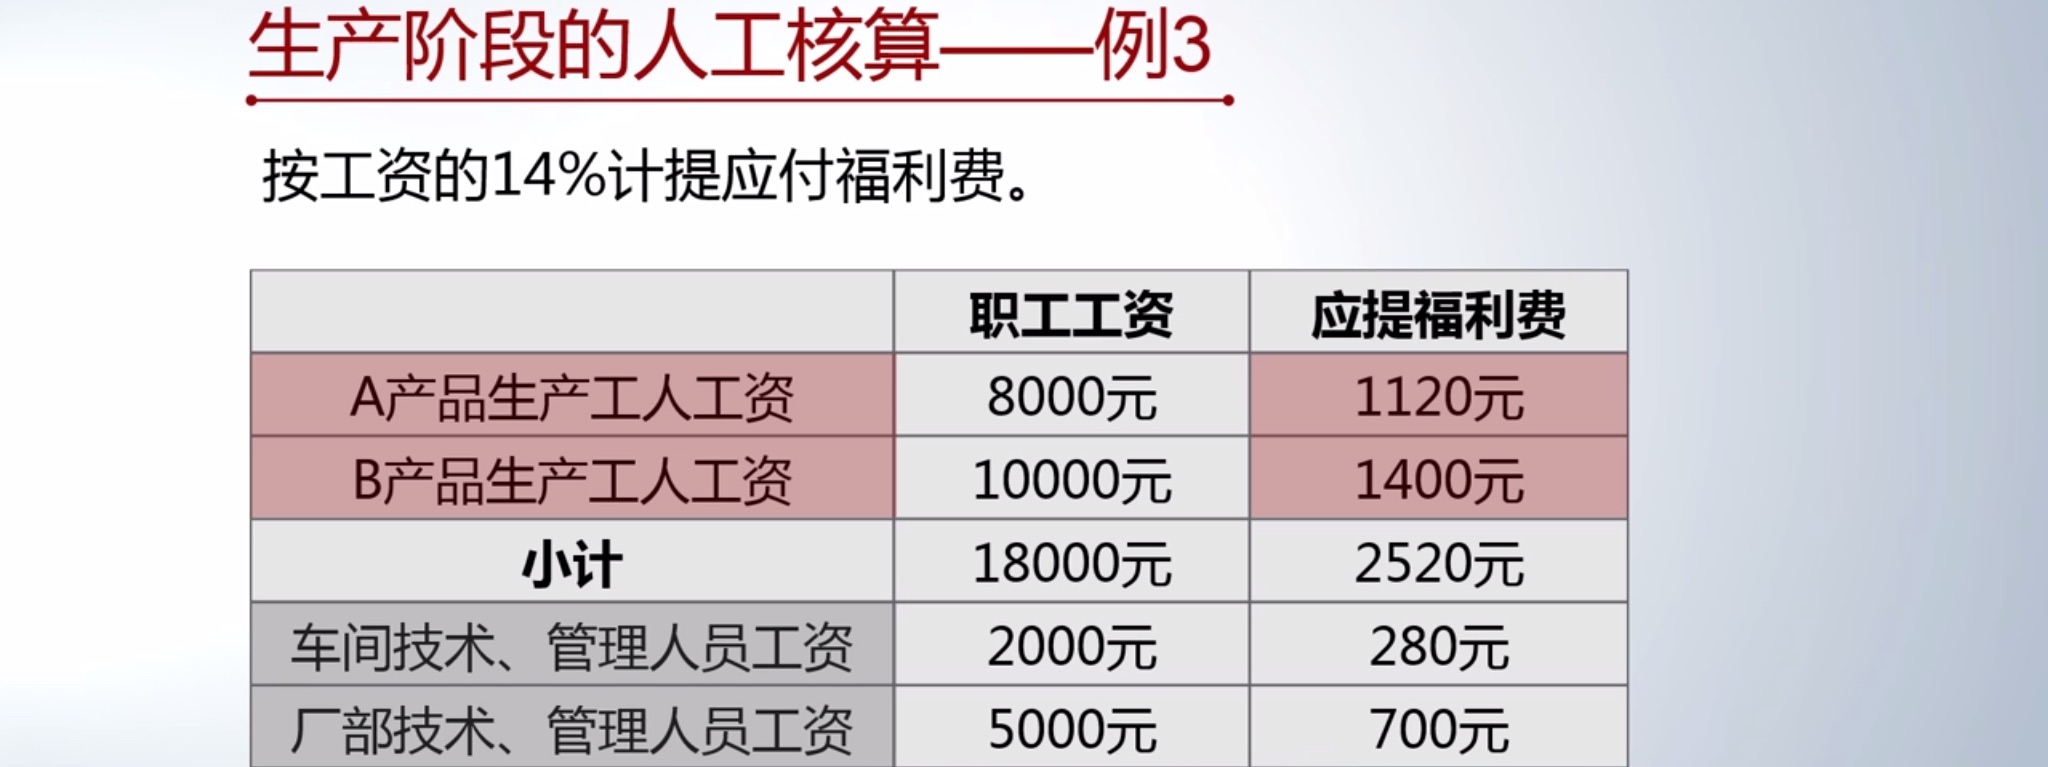 生产阶段的人工核算——例3
按工资的14%计提应付福利费。
职工工资 应提福利费
A产品生产工人工资 8000元 1120元
B产品生产工人工资 10000元 1400元
小计 18000元 2520元
车间技术、管理人员工资 2000元 280元
厂部技术、管理人员工资 5000元 700元